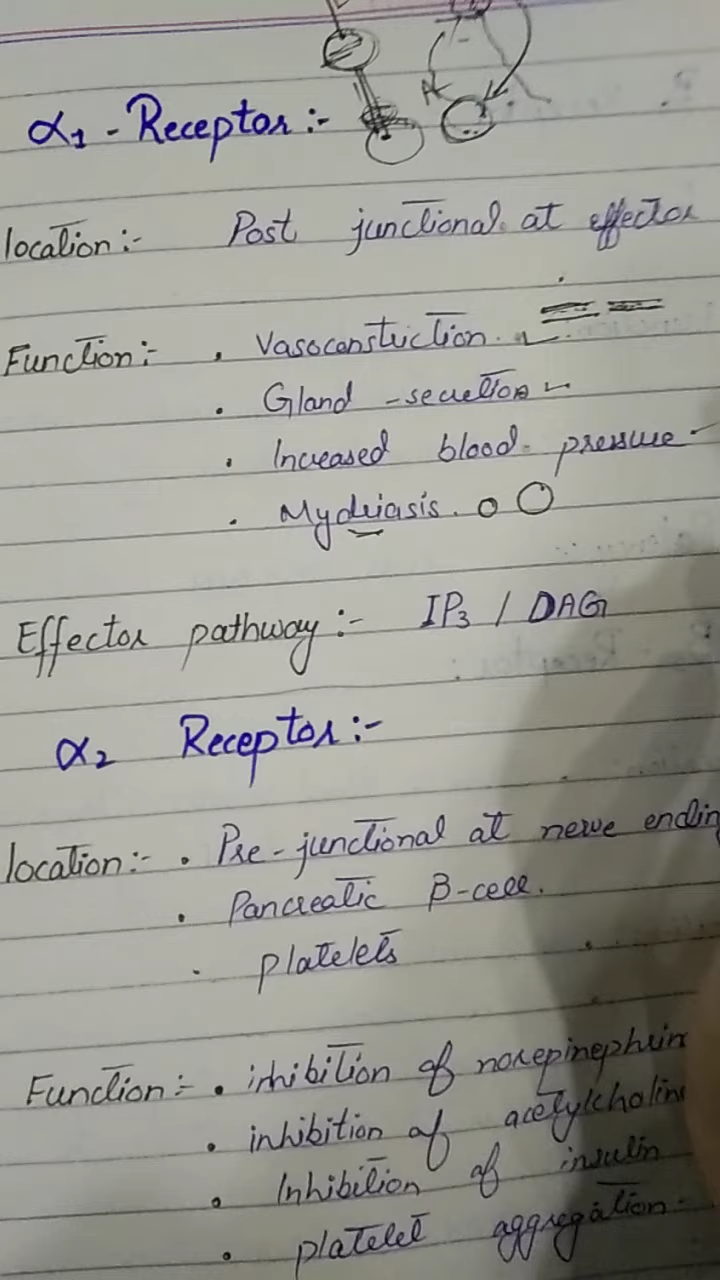 α1 - Receptor :-
location :- Post junctional at effector
Function :- . Vasoconstriction.
. Gland - secretion
. Increased blood pressure
. Mydriasis.
Effector pathway :- IP3 / DAG
α2 Receptor :-
location :- . Pre-junctional at nerve endin
. Pancreatic β-cell.
. platelets
Function :- . inhibition of norepinephrin
. inhibition of acetylcholin
. Inhibition of insulin
. platelet aggregation